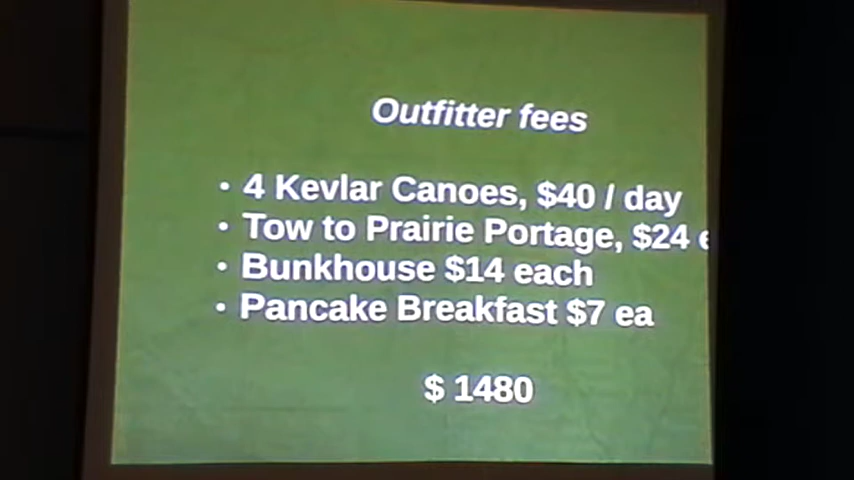 Outfitter fees
• 4 Kevlar Canoes, $40 / day
• Tow to Prairie Portage, $24 e
• Bunkhouse $14 each
• Pancake Breakfast $7 ea
$ 1480